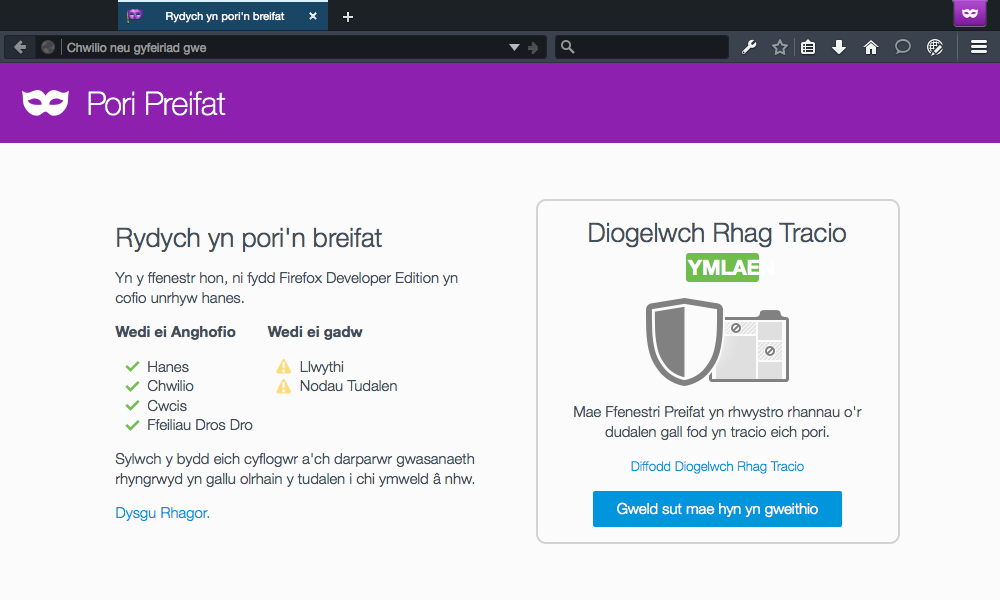 Rydych yn pori'n breifat
Chwilio neu gyfeiriad gwe
Pori Preifat
Rydych yn pori'n breifat
Yn y ffenestr hon, ni fydd Firefox Developer Edition yn
cofio unrhyw hanes.
Wedi ei Anghofio
Wedi ei gadw
Hanes
Chwilio
Cwcis
Ffeiliau Dros Dro
Llwythi
Nodau Tudalen
Sylwch y bydd eich cyflogwr a'ch darparwr gwasanaeth
rhyngrwyd yn gallu olrhain y tudalen i chi ymweld â nhw.
Dysgu Rhagor.
Diogelwch Rhag Tracio
YMLAEN
Mae Ffenestri Preifat yn rhwystro rhannau o'r
dudalen gall fod yn tracio eich pori.
Diffodd Diogelwch Rhag Tracio
Gweld sut mae hyn yn gweithio